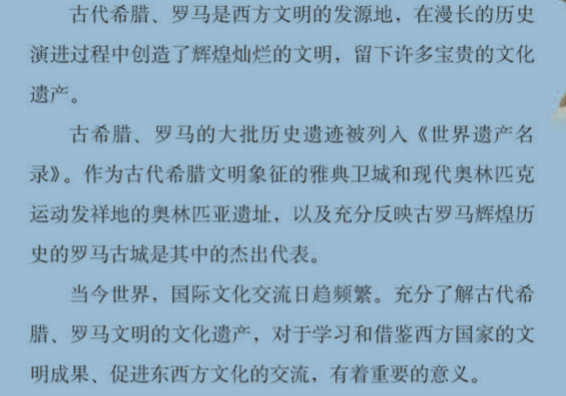 古代希腊、罗马是西方文明的发源地，在漫长的历史
演进过程中创造了辉煌灿烂的文明，留下许多宝贵的文化
遗产。
古希腊、罗马的大批历史遗迹被列入《世界遗产名
录》。作为古代希腊文明象征的雅典卫城和现代奥林匹克
运动发祥地的奥林匹亚遗址，以及充分反映古罗马辉煌历
史的罗马古城是其中的杰出代表。
当今世界，国际文化交流日趋频繁。充分了解古代希
腊、罗马文明的文化遗产，对于学习和借鉴西方国家的文
明成果、促进东西方文化的交流，有着重要的意义。